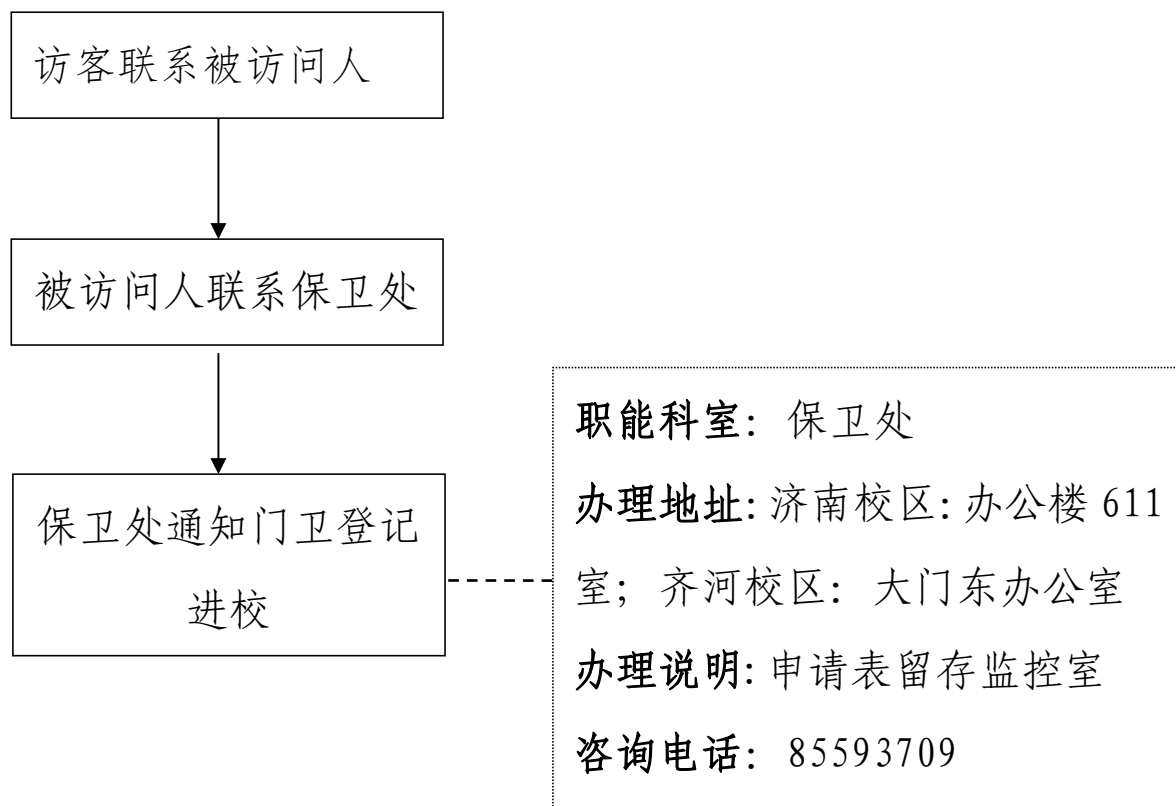 访客联系被访问人
被访问人联系保卫处
保卫处通知门卫登记
进校
职能科室：保卫处
办理地址:济南校区:办公楼 611
室；齐河校区：大门东办公室
办理说明:申请表留存监控室
咨询电话：85593709